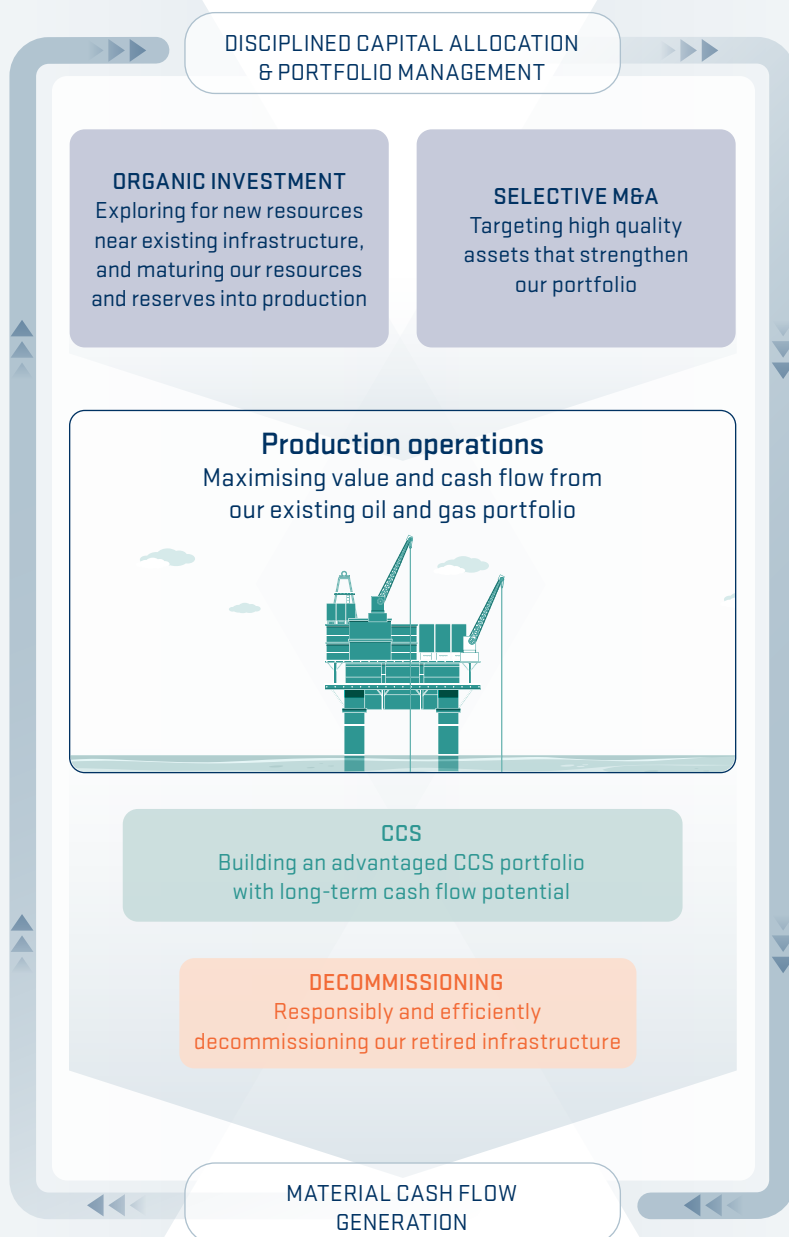 DISCIPLINED CAPITAL ALLOCATION
& PORTFOLIO MANAGEMENT
ORGANIC INVESTMENT
Exploring for new resources
near existing infrastructure,
and maturing our resources
and reserves into production
SELECTIVE M&A
Targeting high quality
assets that strengthen
our portfolio
Production operations
Maximising value and cash flow from
our existing oil and gas portfolio
CCS
Building an advantaged CCS portfolio
with long-term cash flow potential
DECOMMISSIONING
Responsibly and efficiently
decommissioning our retired infrastructure
MATERIAL CASH FLOW
GENERATION